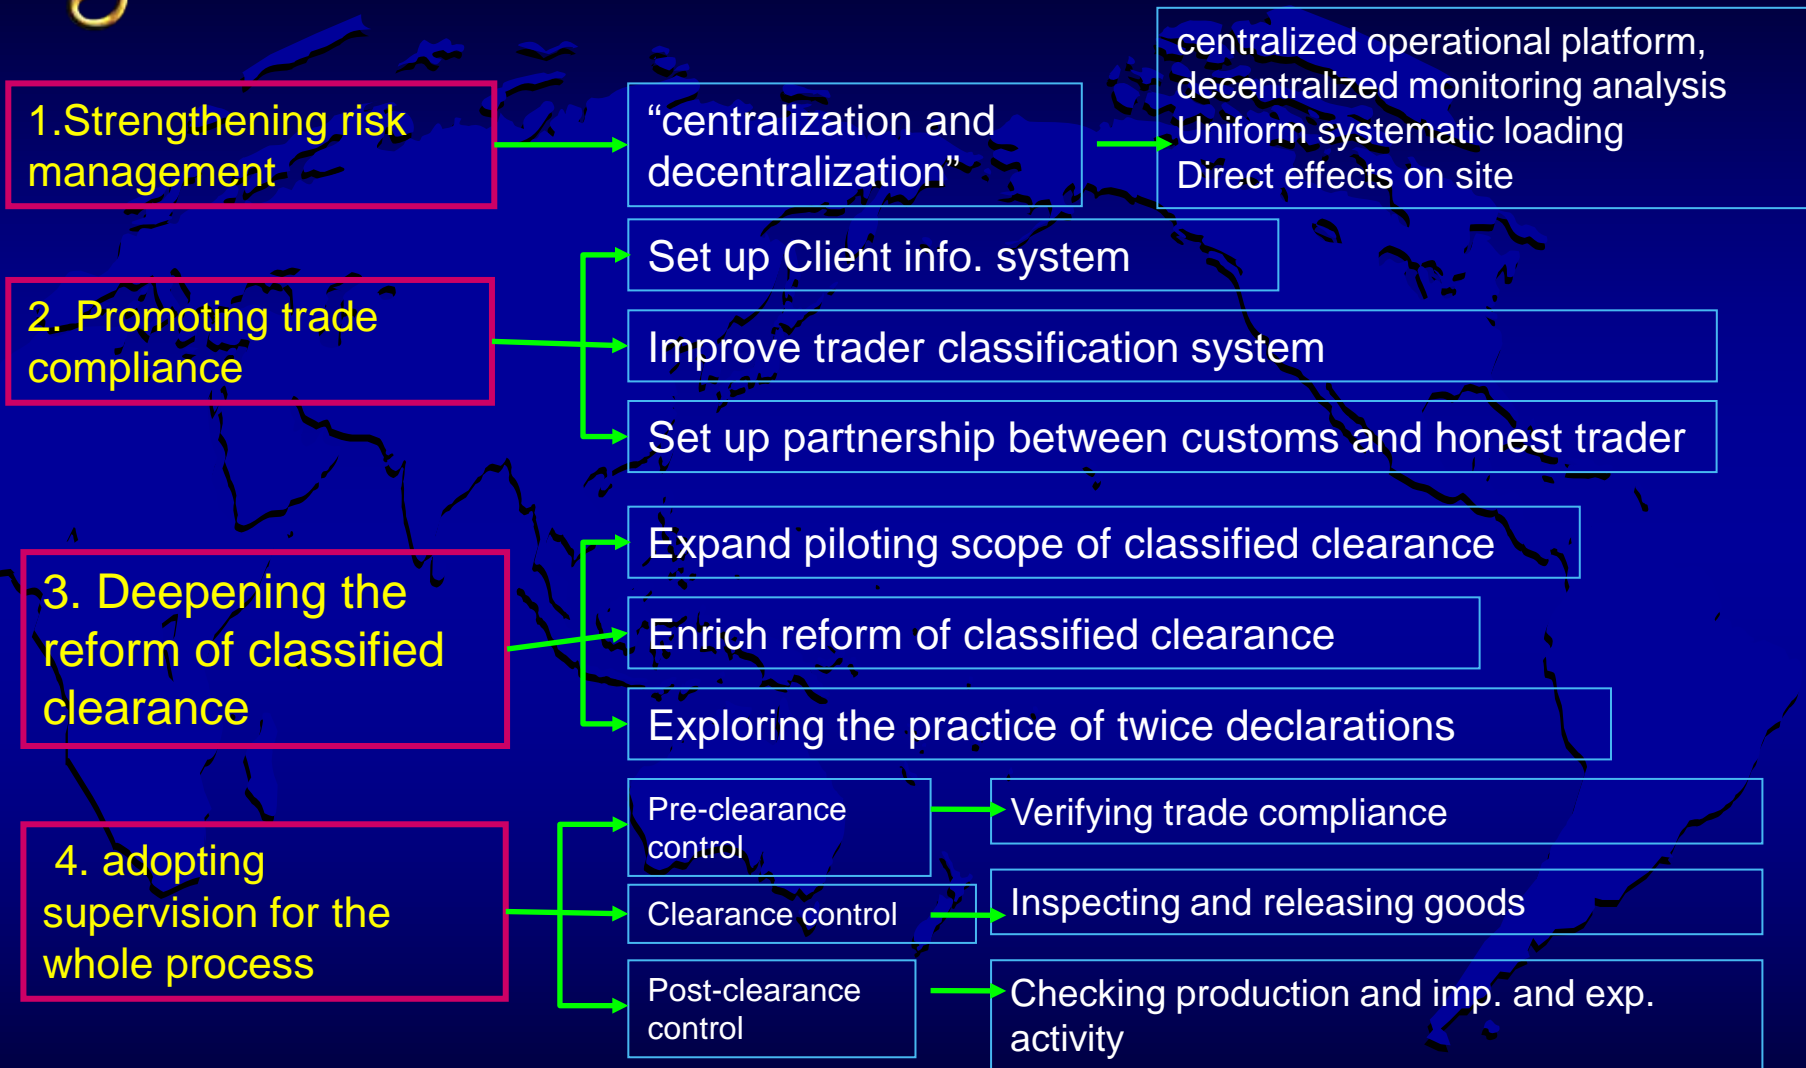 1.Strengthening risk
management
“centralization and
decentralization”
centralized operational platform,
decentralized monitoring analysis
Uniform systematic loading
Direct effects on site
2. Promoting trade
compliance
Set up Client info. system
Improve trader classification system
Set up partnership between customs and honest trader
3. Deepening the
reform of classified
clearance
Expand piloting scope of classified clearance
Enrich reform of classified clearance
Exploring the practice of twice declarations
4. adopting
supervision for the
whole process
Pre-clearance
control
Verifying trade compliance
Clearance control
Inspecting and releasing goods
Post-clearance
control
Checking production and imp. and exp.
activity